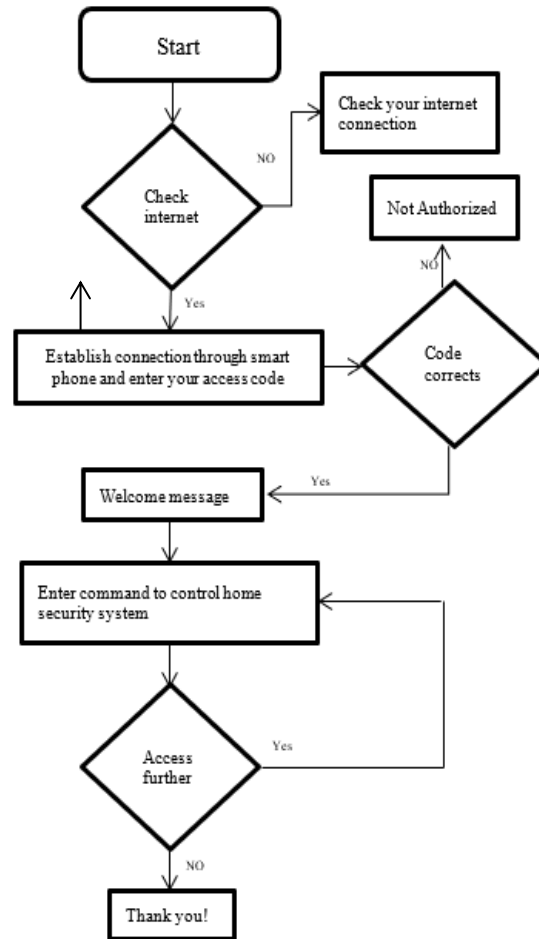 Start
Check your internet
connection
NO
Check
internet
Not Authorized
NO
Yes
Establish connection through smart
phone and enter your access code
Code
corrects
Yes
Welcome message
Enter command to control home
security system
Access
further
Yes
NO
Thank you!